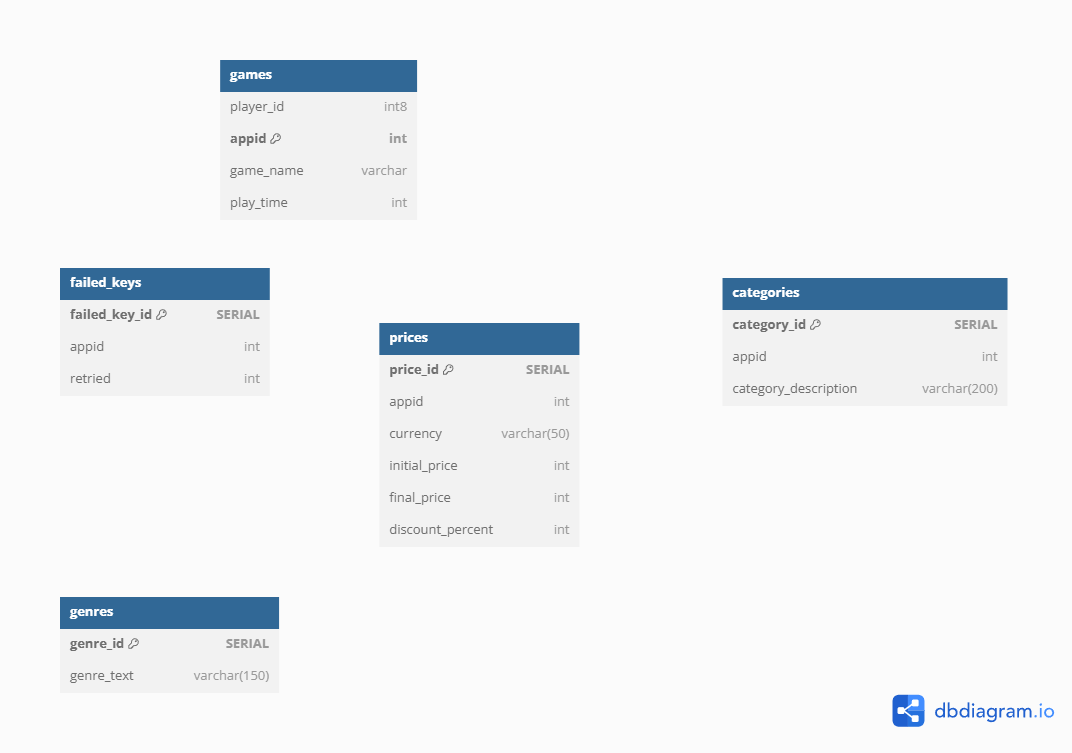 games
player_id int8
appid int
game_name varchar
play_time int
failed_keys
failed_key_id SERIAL
appid int
retried int
prices
price_id SERIAL
appid int
currency varchar(50)
initial_price int
final_price int
discount_percent int
categories
category_id SERIAL
appid int
category_description varchar(200)
genres
genre_id SERIAL
genre_text varchar(150)
dbdiagram.io